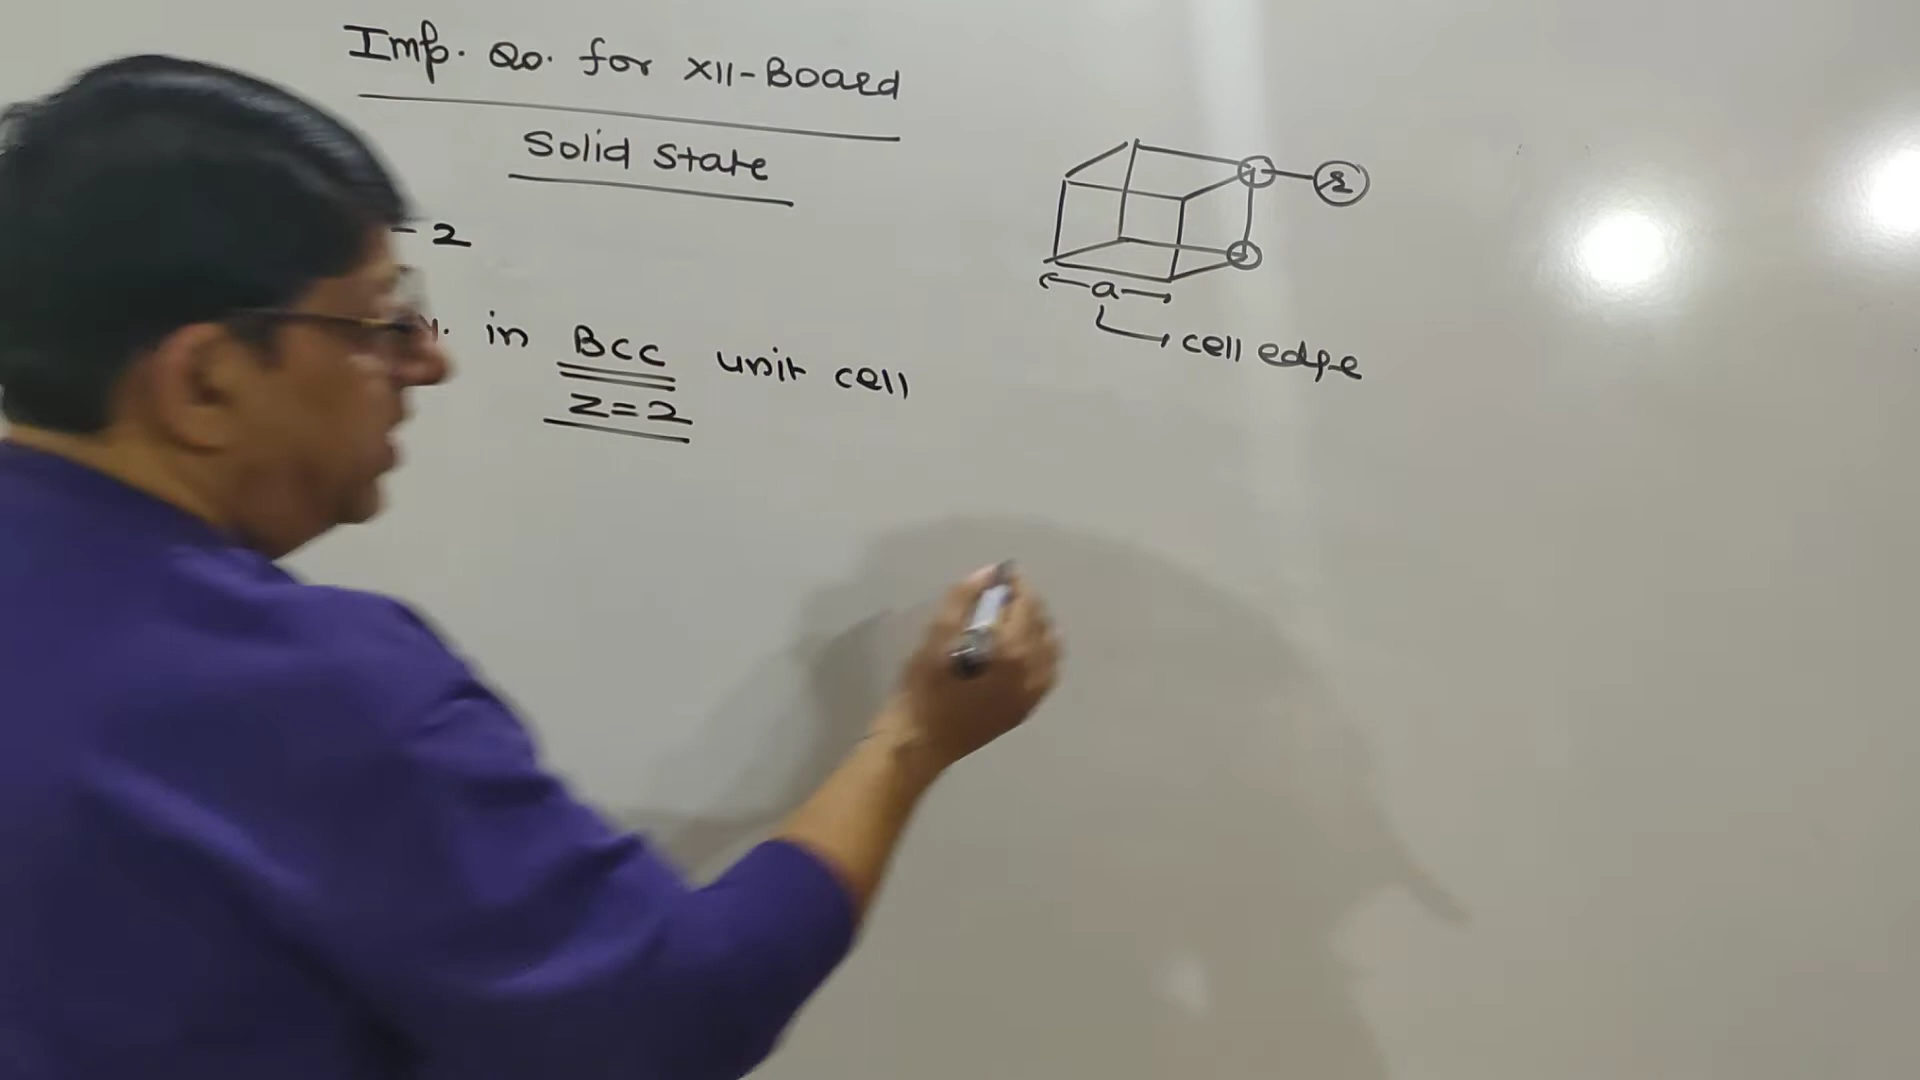 Imp. Qo. for XII-Board
Solid State
- 2
in BCC unit cell
Z=2
r
a
cell edge